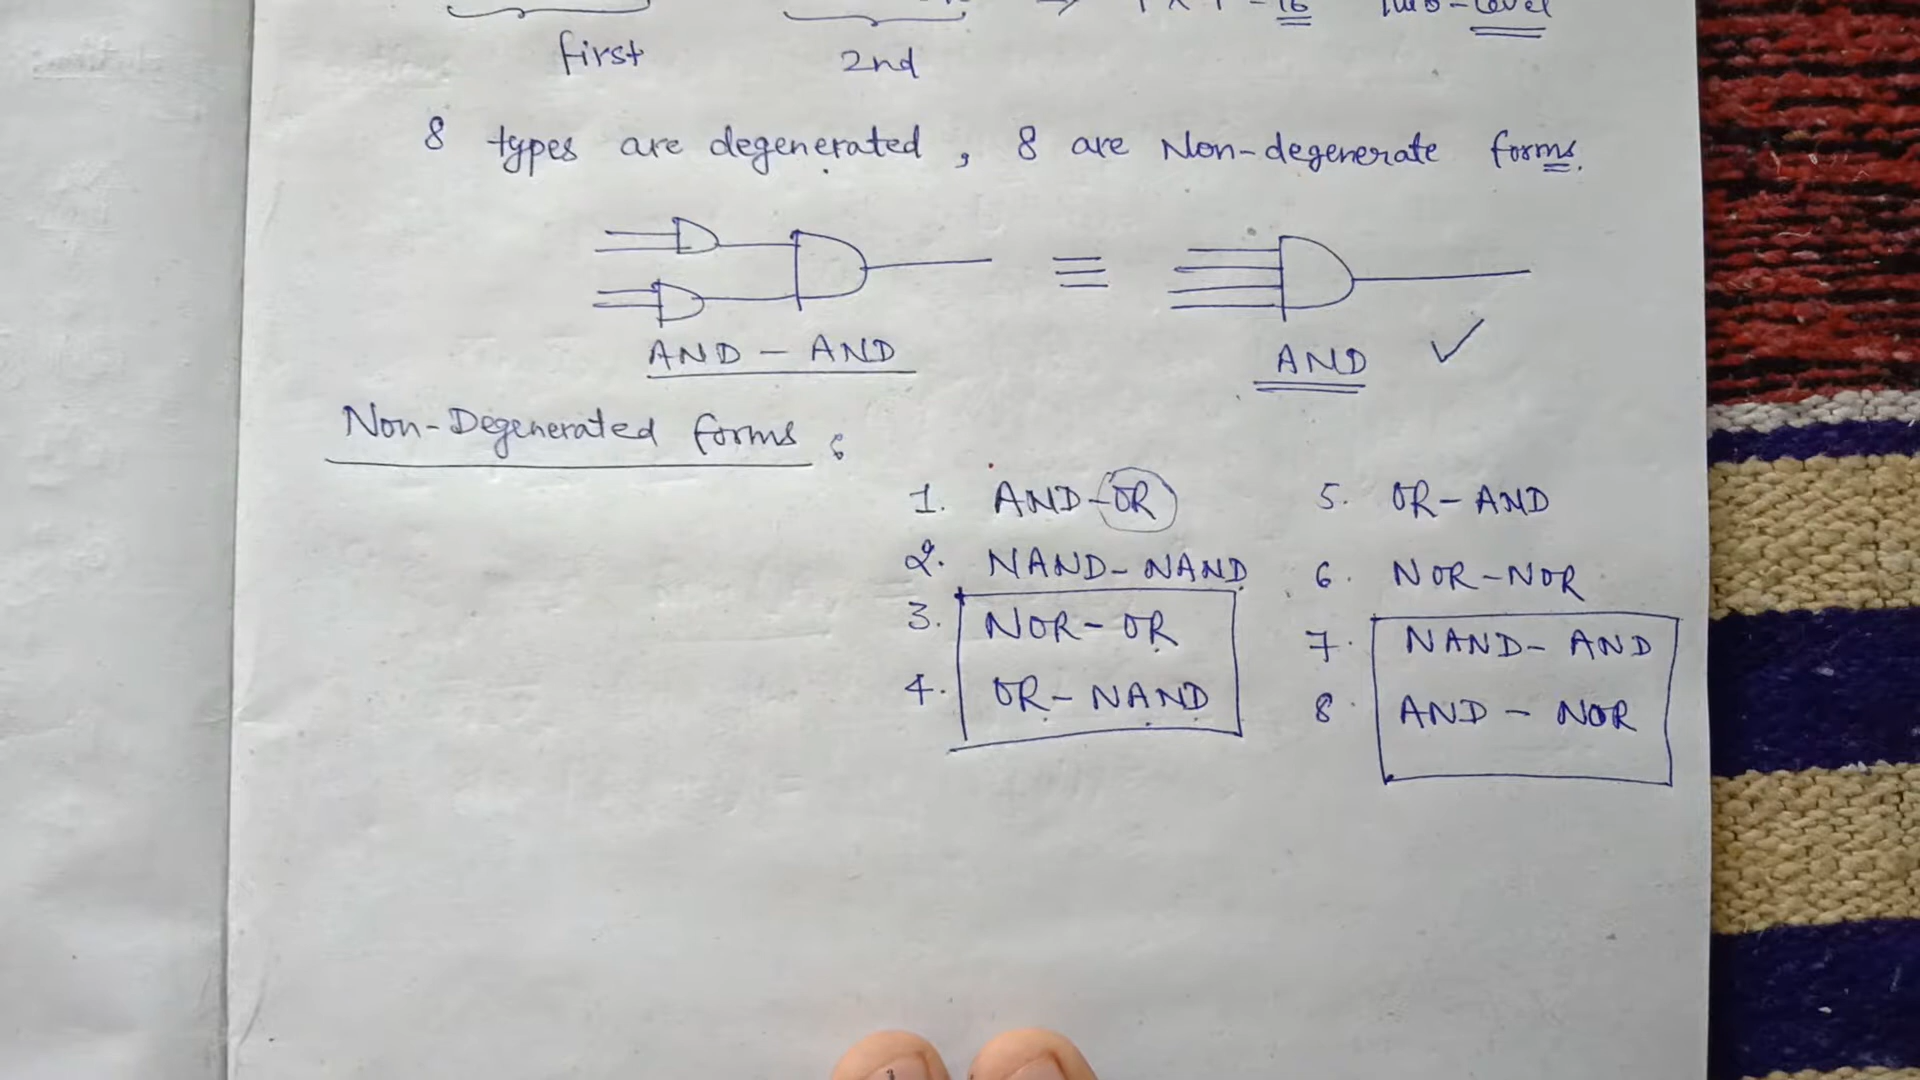 first 2nd
8 types are degenerated, 8 are Non-degenerate forms.
AND - AND ≡ AND ✓
Non-Degenerated forms :
1. AND-OR
2. NAND-NAND
3. NOR-OR
4. OR-NAND
5. OR-AND
6. NOR-NOR
7. NAND-AND
8. AND-NOR